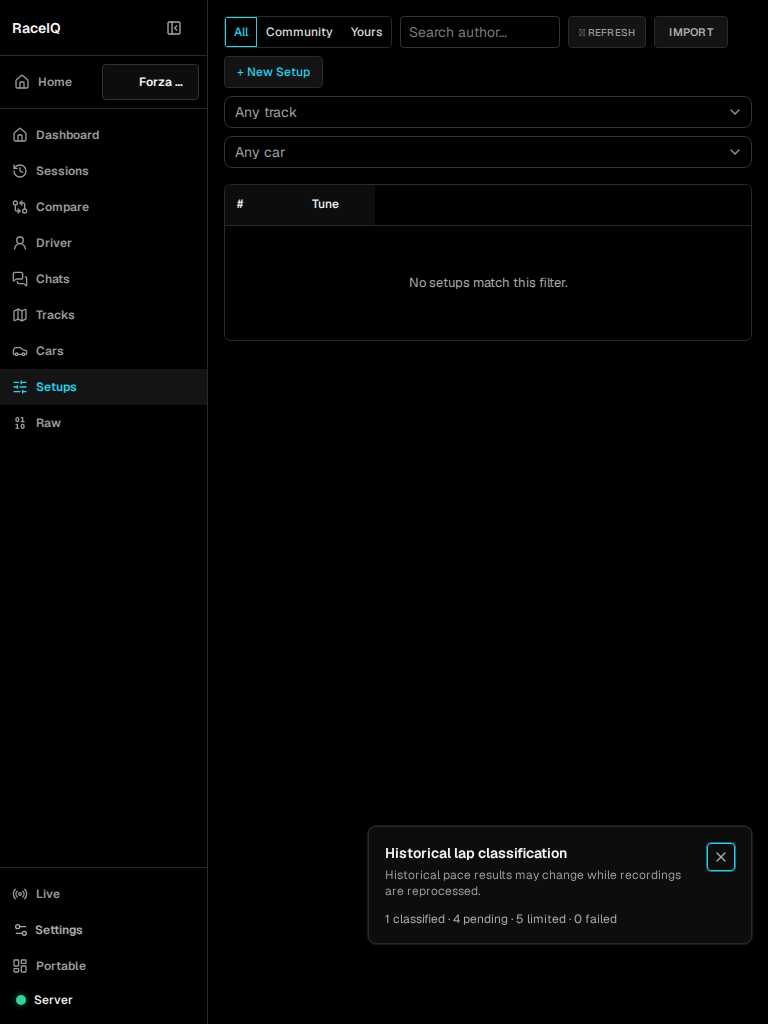 RaceIQ
Home
Forza ...
Dashboard
Sessions
Compare
Driver
Chats
Tracks
Cars
Setups
Raw
Live
Settings
Portable
Server
All Community Yours Search author... REFRESH IMPORT
+ New Setup
Any track
Any car
# Tune
No setups match this filter.
Historical lap classification
Historical pace results may change while recordings
are reprocessed.
1 classified · 4 pending · 5 limited · 0 failed